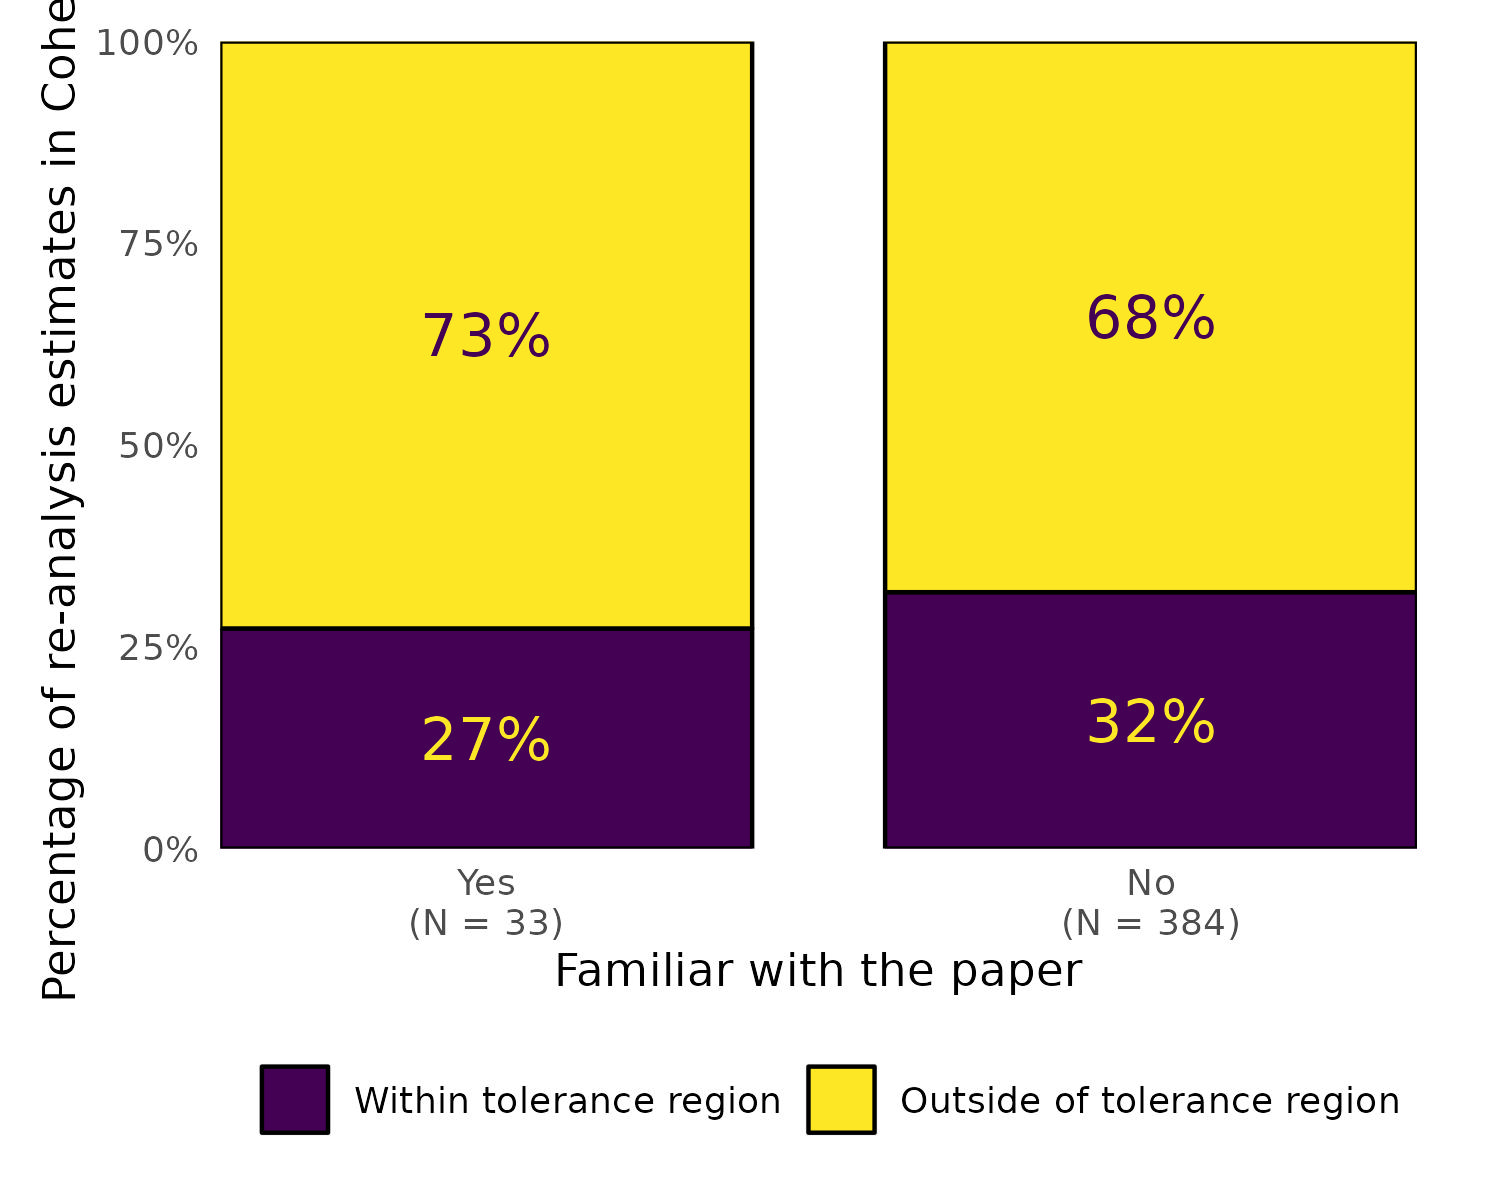 Percentage of re-analysis estimates in Cohe
100%
75%
50%
25%
0%
73%
27%
68%
32%
Yes
(N = 33)
No
(N = 384)
Familiar with the paper
Within tolerance region
Outside of tolerance region